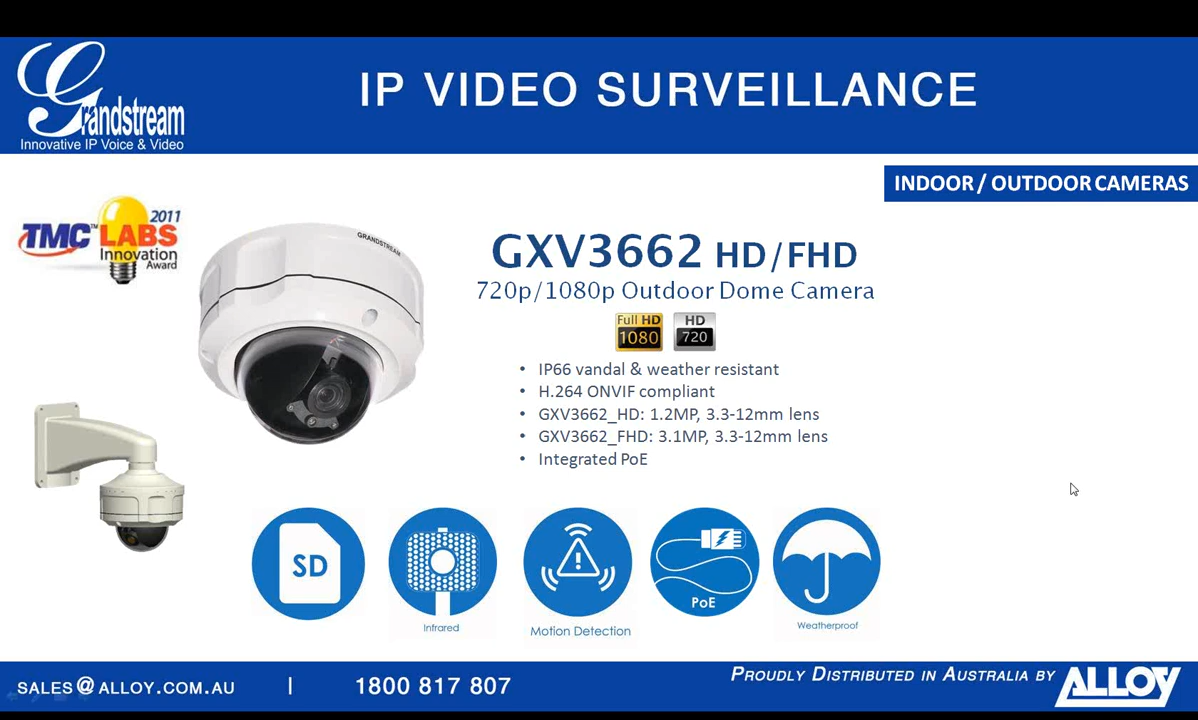 Grandstream
Innovative IP Voice & Video
IP VIDEO SURVEILLANCE
INDOOR / OUTDOOR CAMERAS
TMC™ LABS 2011
Innovation
Award
GRANDSTREAM
GXV3662 HD/FHD
720p/1080p Outdoor Dome Camera
Full HD 1080 HD 720
• IP66 vandal & weather resistant
• H.264 ONVIF compliant
• GXV3662_HD: 1.2MP, 3.3-12mm lens
• GXV3662_FHD: 3.1MP, 3.3-12mm lens
• Integrated PoE
SD
PoE
Infrared
Motion Detection
Weatherproof
SALES@ALLOY.COM.AU | 1800 817 807
PROUDLY DISTRIBUTED IN AUSTRALIA BY ALLOY